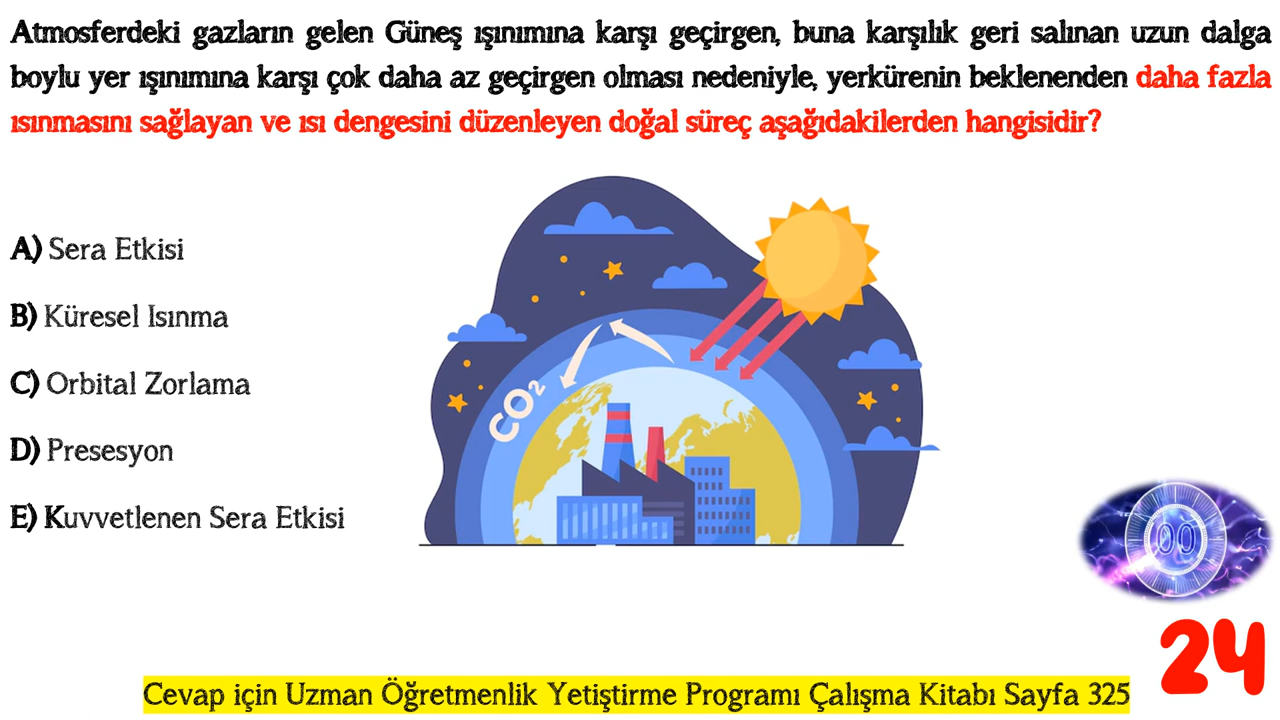 Atmosferdeki gazların gelen Güneş ışınımına karşı geçirgen, buna karşılık geri salınan uzun dalga
boylu yer ışınımına karşı çok daha az geçirgen olması nedeniyle, yerkürenin beklenenden daha fazla
ısınmasını sağlayan ve ısı dengesini düzenleyen doğal süreç aşağıdakilerden hangisidir?
A) Sera Etkisi
B) Küresel Isınma
C) Orbital Zorlama
D) Presesyon
E) Kuvvetlenen Sera Etkisi
CO2
00
24
Cevap için Uzman Öğretmenlik Yetiştirme Programı Çalışma Kitabı Sayfa 325